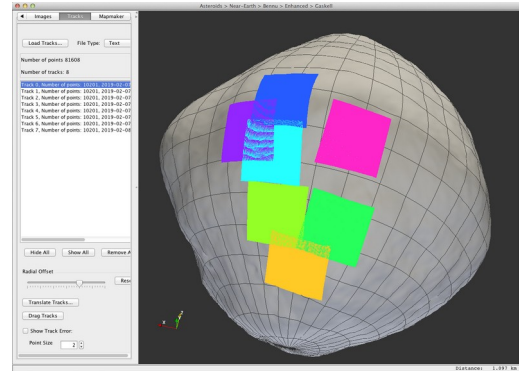 Asteroids > Near-Earth > Bennu > Enhanced > Gaskell
Images Tracks Mapmaker
Load Tracks... File Type: Text
Number of points 81608
Number of tracks: 8
Track 0, Number of points: 10201, 2019-02-07
Track 1, Number of points: 10201, 2019-02-07
Track 2, Number of points: 10201, 2019-02-07
Track 3, Number of points: 10201, 2019-02-07
Track 4, Number of points: 10201, 2019-02-07
Track 5, Number of points: 10201, 2019-02-07
Track 6, Number of points: 10201, 2019-02-07
Track 7, Number of points: 10201, 2019-02-08
Hide All Show All Remove A
Radial Offset
Rese
Translate Tracks...
Drag Tracks
Show Track Error:
Point Size 2
Distance: 1.097 km